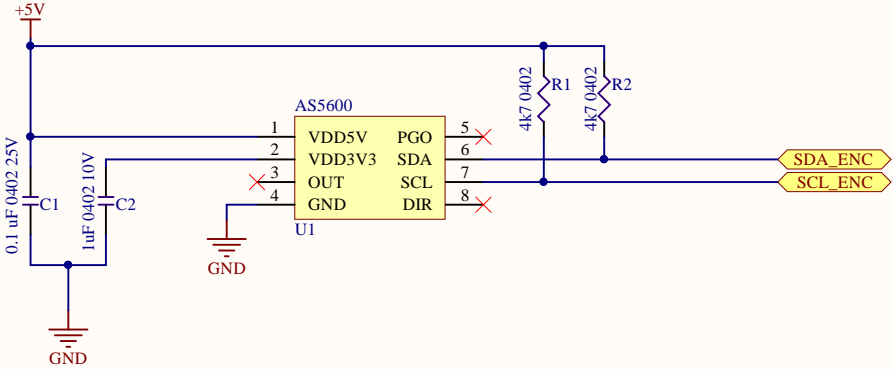 +5V
4k7 0402
R1
4k7 0402
R2
AS5600
1
VDD5V
PGO
5
2
VDD3V3
SDA
6
SDA_ENC
3
OUT
SCL
7
SCL_ENC
4
GND
DIR
8
U1
0.1 uF 0402 25V
C1
1uF 0402 10V
C2
GND
GND